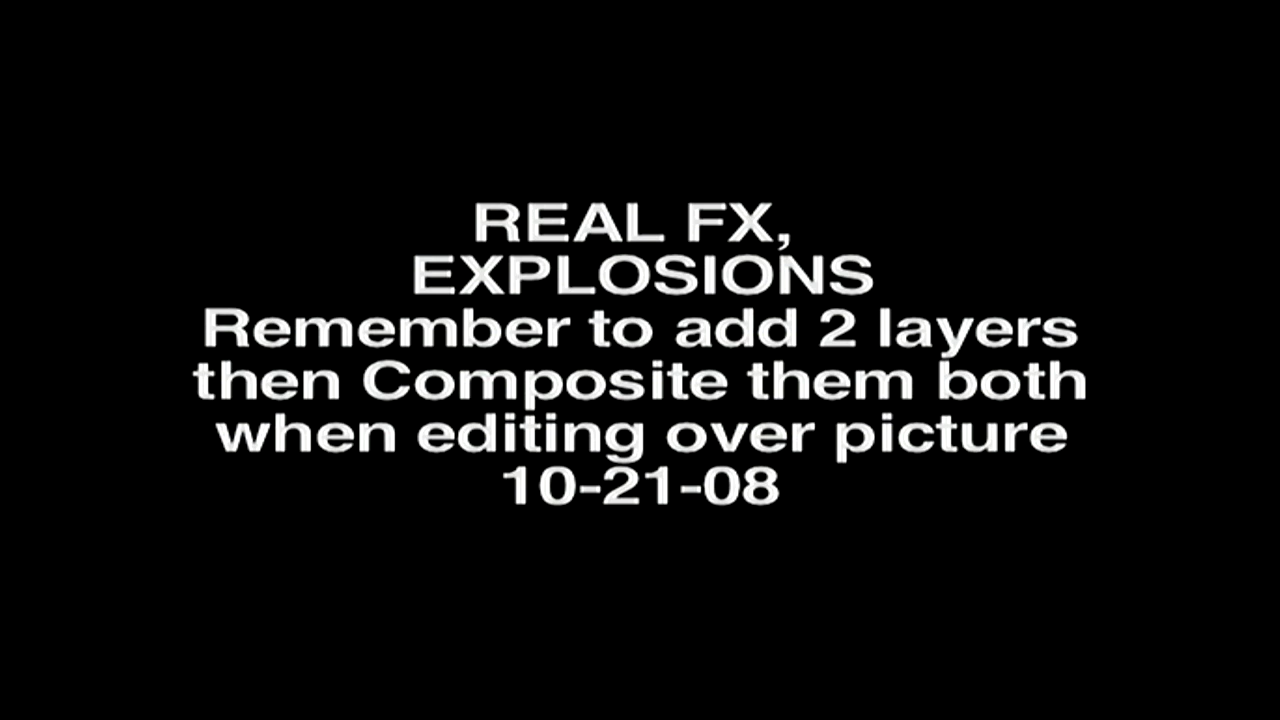 REAL FX,
EXPLOSIONS
Remember to add 2 layers
then Composite them both
when editing over picture
10-21-08